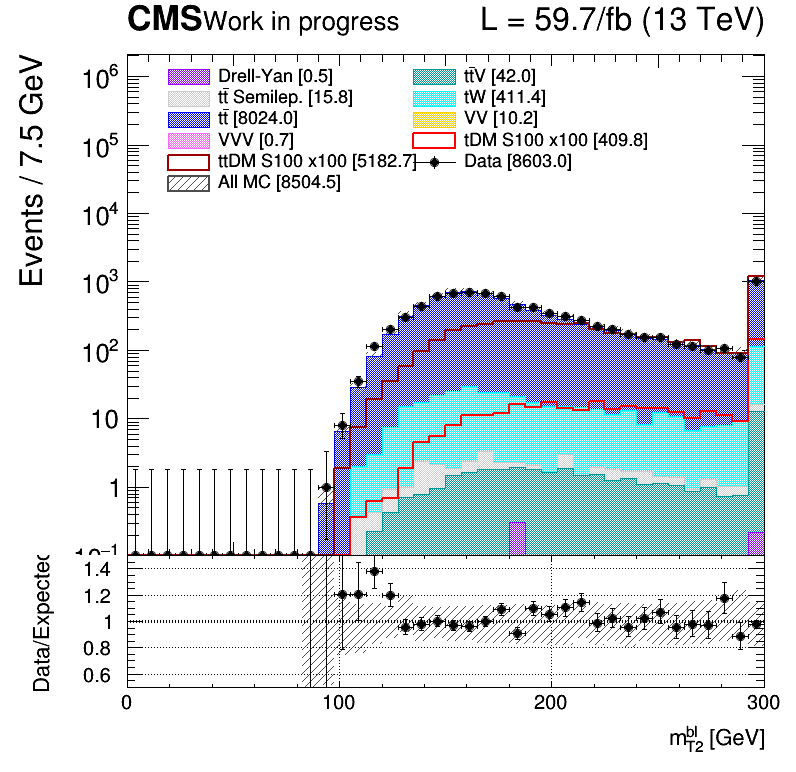 CMS Work in progress L = 59.7/fb (13 TeV)
Events / 7.5 GeV
10⁶
10⁵
10⁴
10³
10²
10
1
10⁻¹
Drell-Yan [0.5]
tt̄V [42.0]
tt̄ Semilep. [15.8]
tW [411.4]
tt̄ [8024.0]
VV [10.2]
VVV [0.7]
tDM S100 x100 [409.8]
ttDM S100 x100 [5182.7]
Data [8603.0]
All MC [8504.5]
Data/Expected
1.4
1.2
1
0.8
0.6
0 100 200 300
m_{T2}^{bl} [GeV]